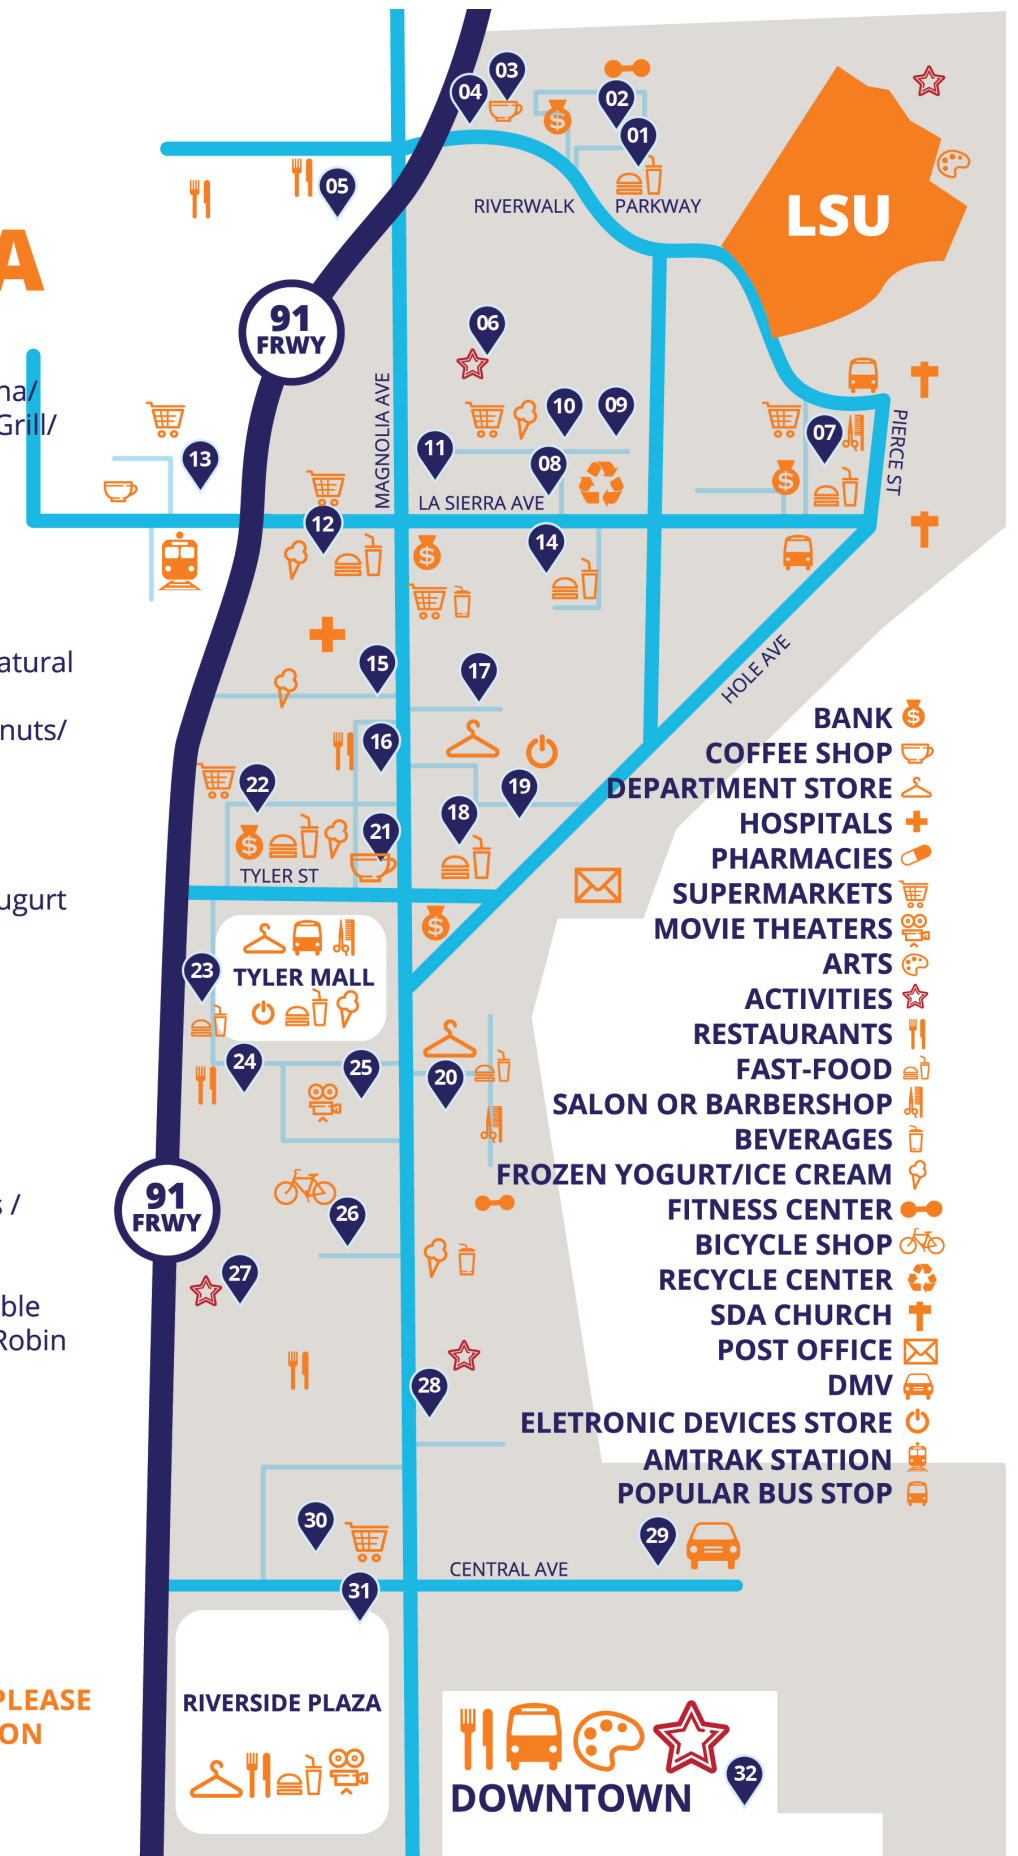 03
04
02
01
05
RIVERWALK PARKWAY
LSU
A
91
FRWY
06
na/
Grill/
MAGNOLIA AVE
10
09
PIERCE ST
07
11
13
08
LA SIERRA AVE
12
14
HOLE AVE
atural
15
17
nuts/
16
22
19
18
21
TYLER ST
ugurt
23
TYLER MALL
24
25
20
BANK
COFFEE SHOP
DEPARTMENT STORE
HOSPITALS
PHARMACIES
SUPERMARKETS
MOVIE THEATERS
ARTS
ACTIVITIES
RESTAURANTS
FAST-FOOD
SALON OR BARBERSHOP
BEVERAGES
FROZEN YOGURT/ICE CREAM
FITNESS CENTER
BICYCLE SHOP
RECYCLE CENTER
SDA CHURCH
POST OFFICE
DMV
ELETRONIC DEVICES STORE
AMTRAK STATION
POPULAR BUS STOP
s /
91
FRWY
26
27
ble
Robin
28
30
29
CENTRAL AVE
31
PLEASE
ON
RIVERSIDE PLAZA
32
DOWNTOWN